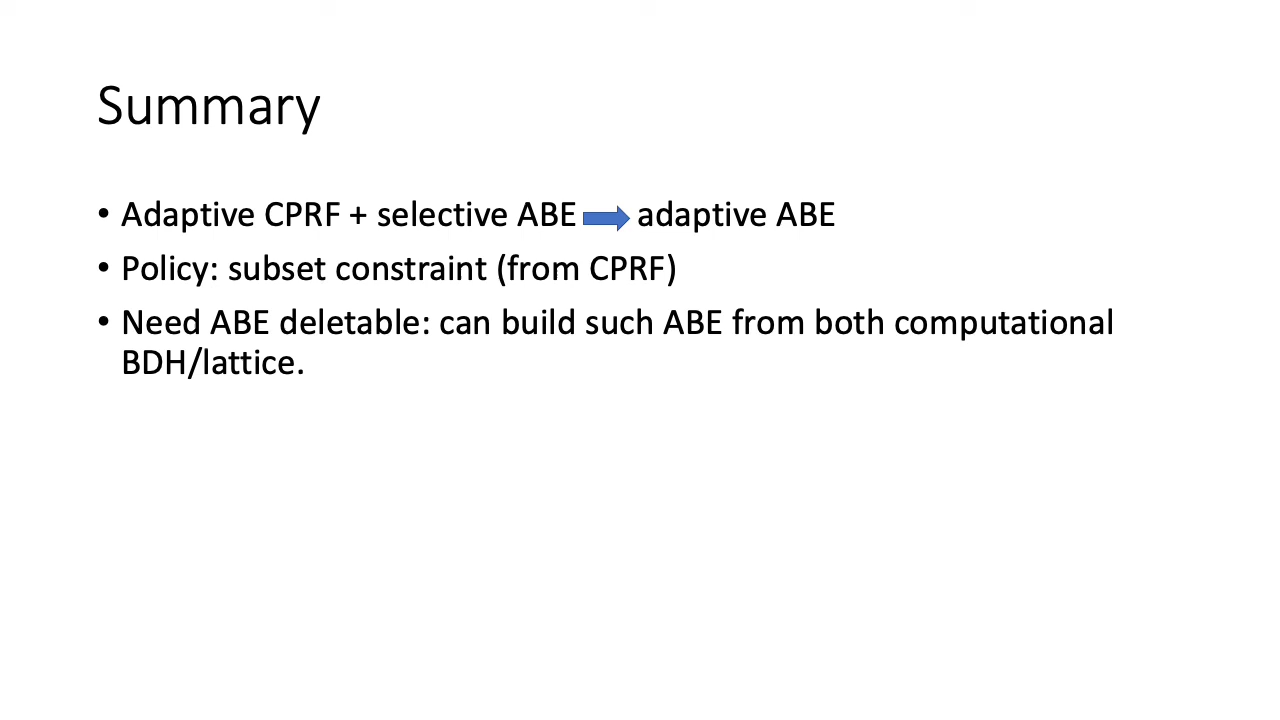 Summary
• Adaptive CPRF + selective ABE adaptive ABE
• Policy: subset constraint (from CPRF)
• Need ABE deletable: can build such ABE from both computational
BDH/lattice.